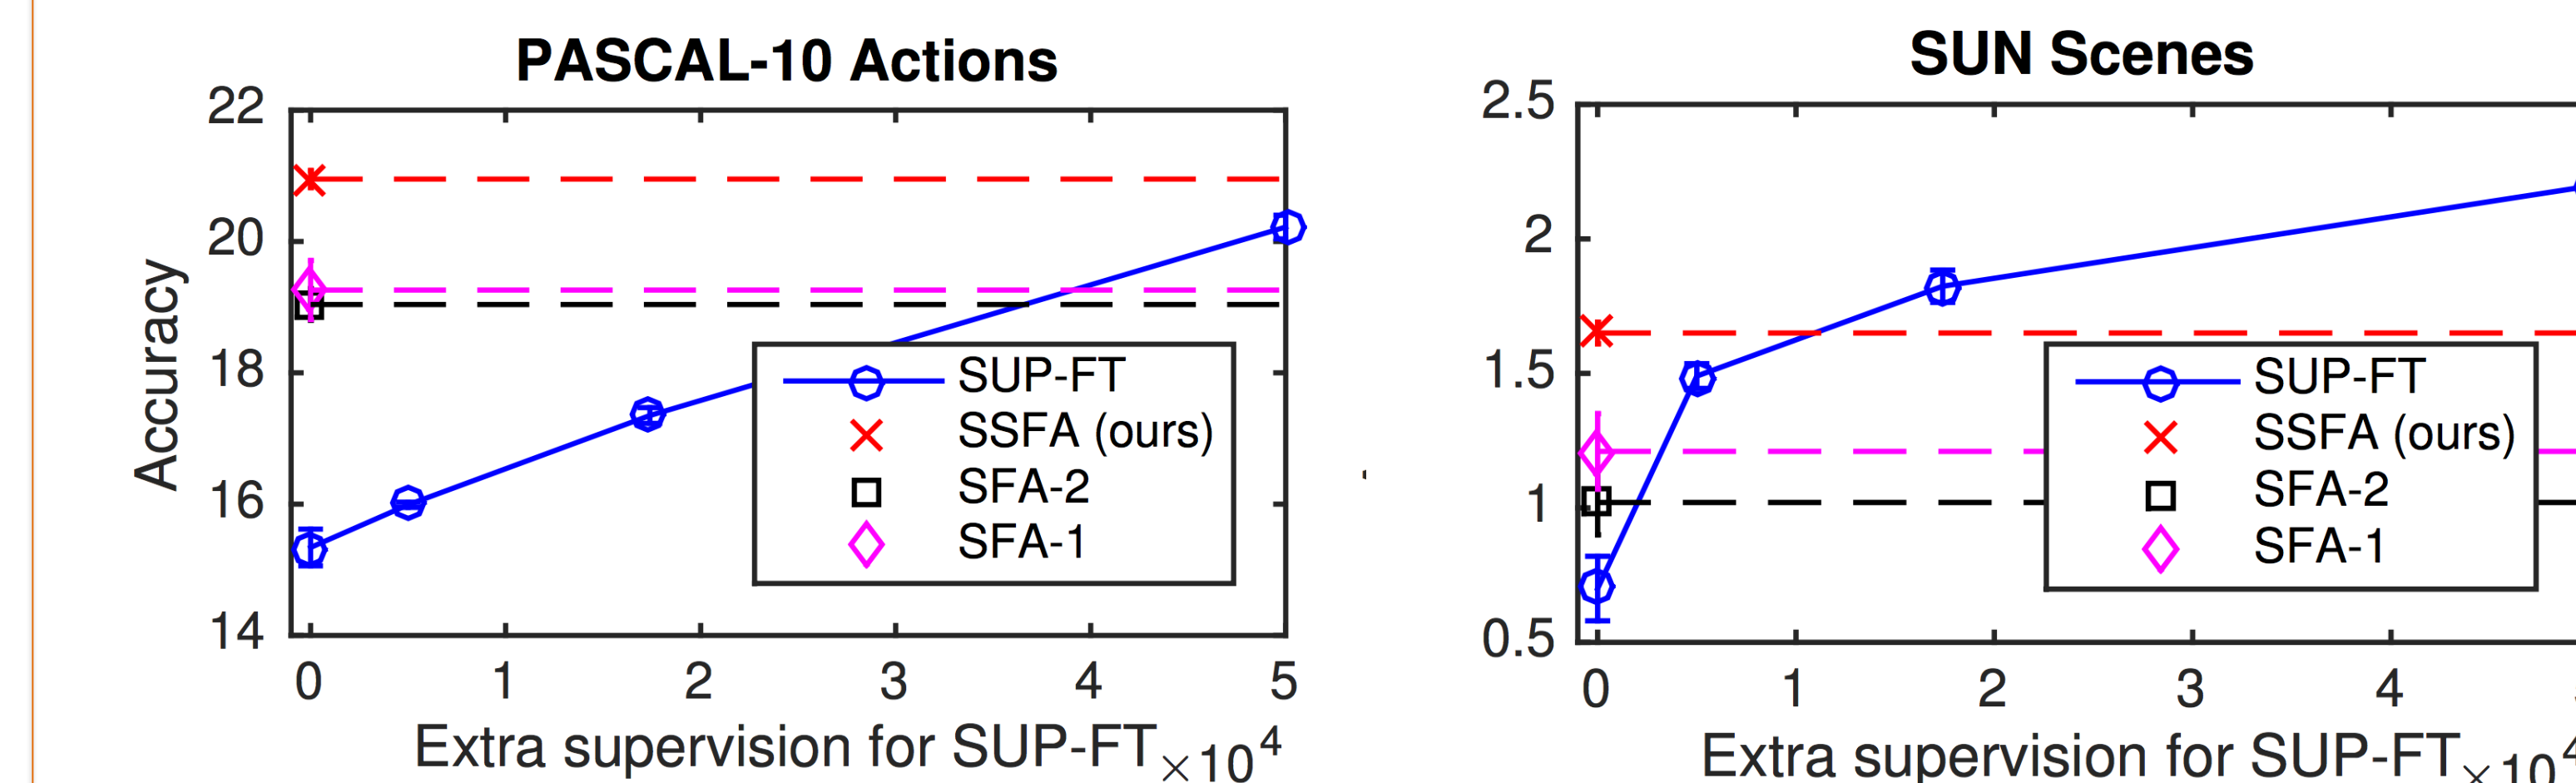 PASCAL-10 Actions
22
20
18
16
14
Accuracy
SUP-FT
SSFA (ours)
SFA-2
SFA-1
0 1 2 3 4 5
Extra supervision for SUP-FT ×10⁴
SUN Scenes
2.5
2
1.5
1
0.5
SUP-FT
SSFA (ours)
SFA-2
SFA-1
0 1 2 3 4
Extra supervision for SUP-FT ×10⁴